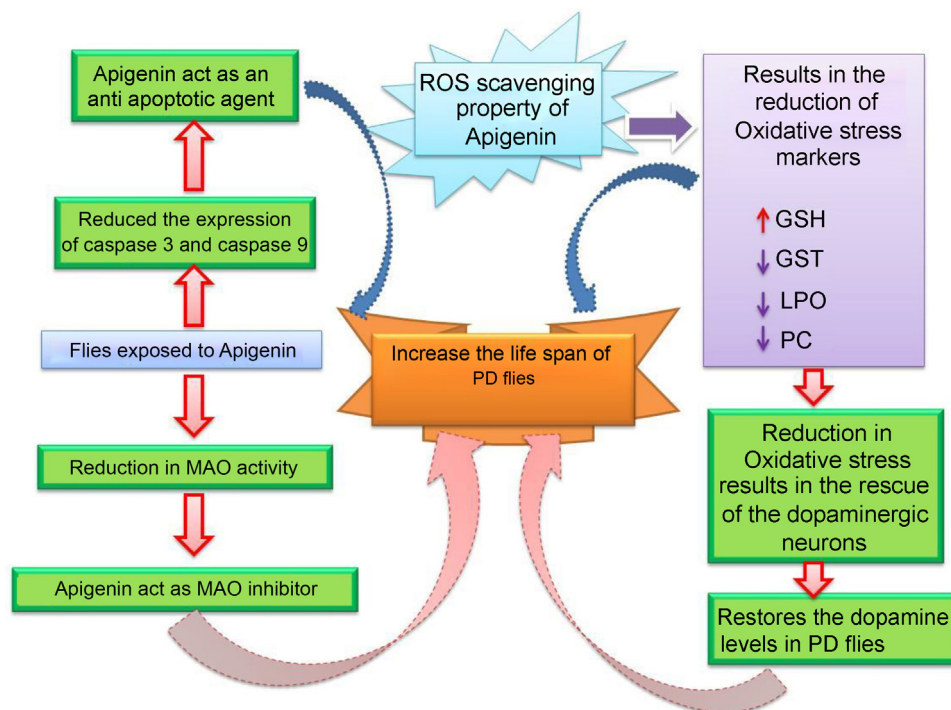 Apigenin act as an
anti apoptotic agent
Reduced the expression
of caspase 3 and caspase 9
Flies exposed to Apigenin
Reduction in MAO activity
Apigenin act as MAO inhibitor
ROS scavenging
property of
Apigenin
Increase the life span of
PD flies
Results in the
reduction of
Oxidative stress
markers
GSH
GST
LPO
PC
Reduction in
Oxidative stress
results in the rescue
of the dopaminergic
neurons
Restores the dopamine
levels in PD flies